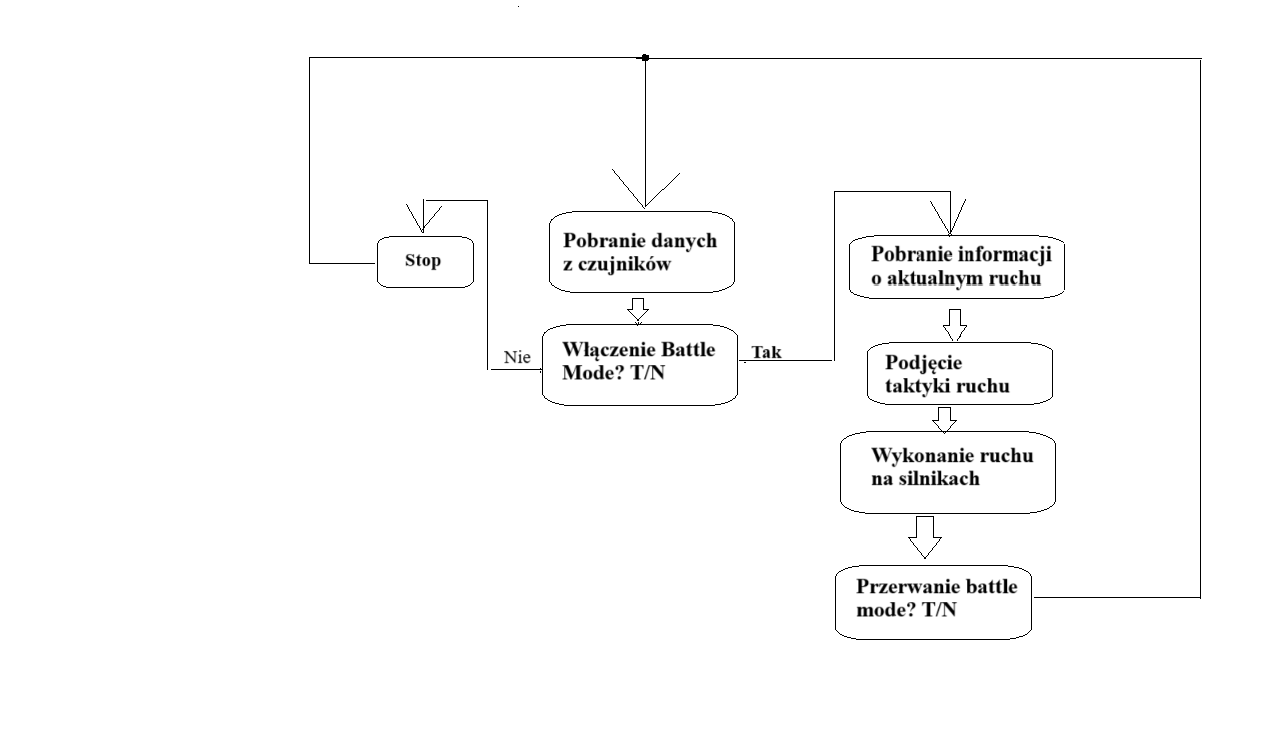 Pobranie danych
z czujników
Stop
Włączenie Battle
Mode? T/N
Nie
Tak
Pobranie informacji
o aktualnym ruchu
Podjęcie
taktyki ruchu
Wykonanie ruchu
na silnikach
Przerwanie battle
mode? T/N